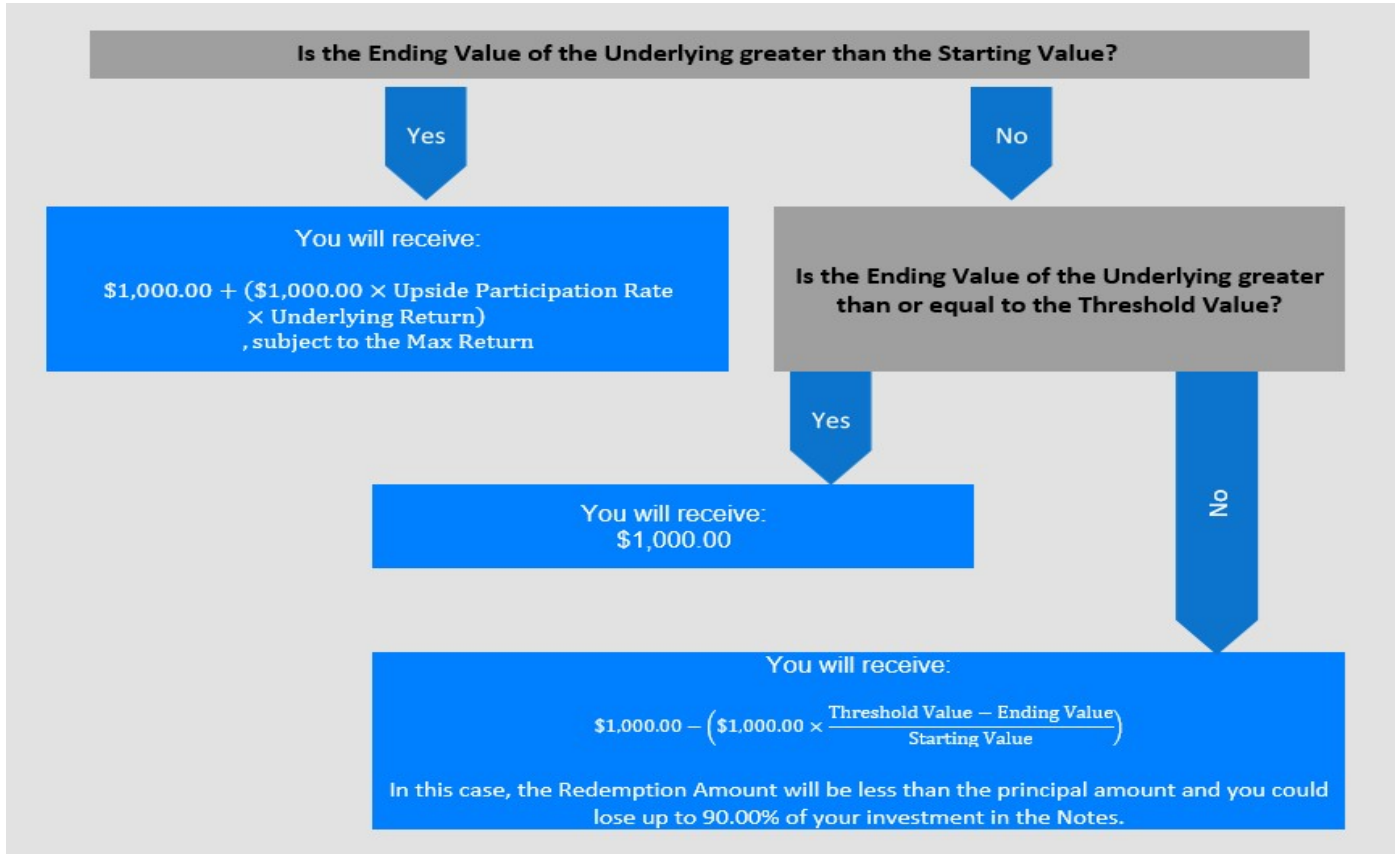 Is the Ending Value of the Underlying greater than the Starting Value?
Yes
No
You will receive:
$1,000.00 + ($1,000.00 × Upside Participation Rate
× Underlying Return)
, subject to the Max Return
Is the Ending Value of the Underlying greater
than or equal to the Threshold Value?
Yes
No
You will receive:
$1,000.00
You will receive:
$1,000.00 − ($1,000.00 × Threshold Value − Ending Value / Starting Value)
In this case, the Redemption Amount will be less than the principal amount and you could
lose up to 90.00% of your investment in the Notes.